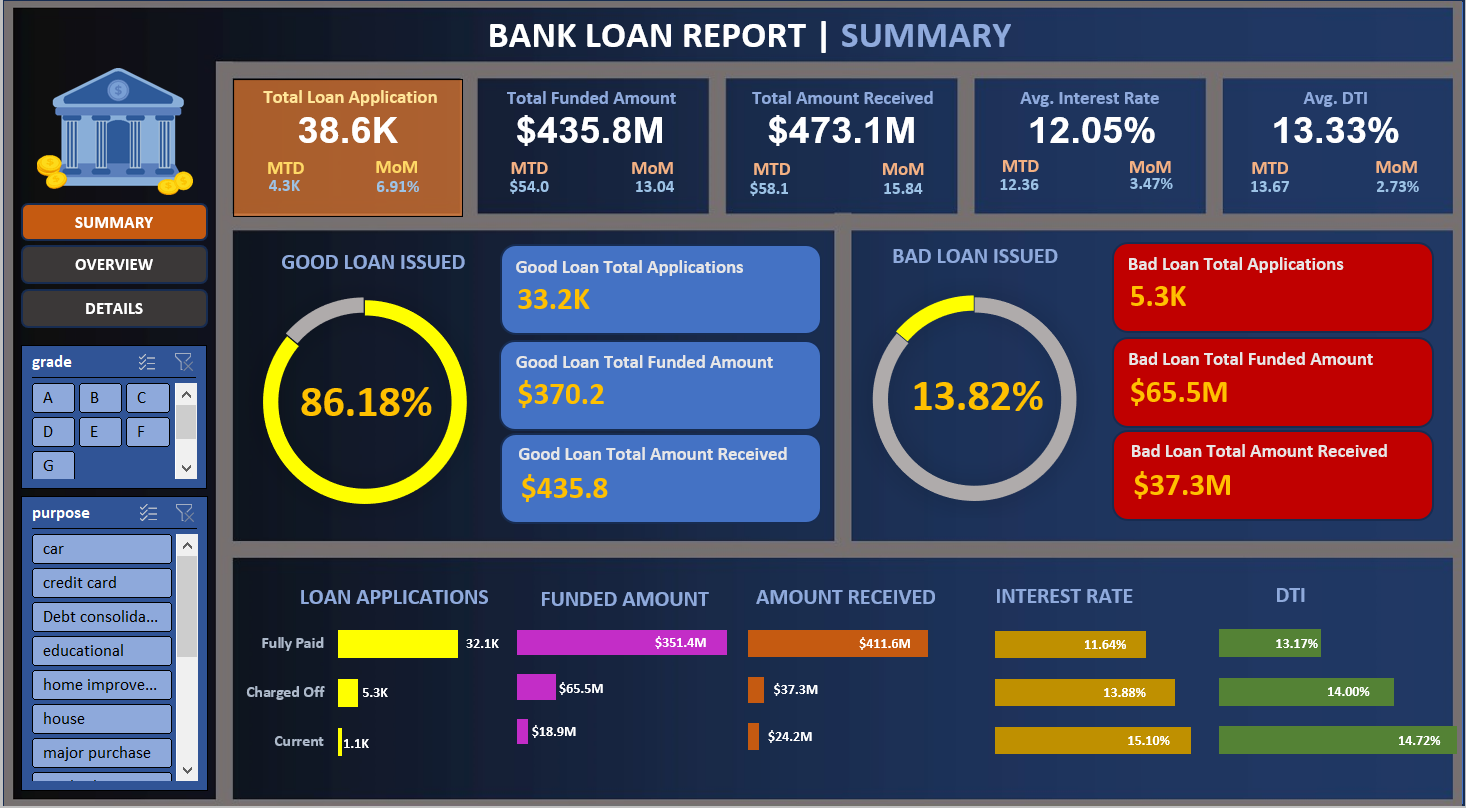 BANK LOAN REPORT | SUMMARY
$
SUMMARY
OVERVIEW
DETAILS
grade
A B C
D E F
G
purpose
car
credit card
Debt consolida...
educational
home improve...
house
major purchase
Total Loan Application
38.6K
MTD MoM
4.3K 6.91%
Total Funded Amount
$435.8M
MTD MoM
$54.0 13.04
Total Amount Received
$473.1M
MTD MoM
$58.1 15.84
Avg. Interest Rate
12.05%
MTD MoM
12.36 3.47%
Avg. DTI
13.33%
MTD MoM
13.67 2.73%
GOOD LOAN ISSUED
86.18%
Good Loan Total Applications
33.2K
Good Loan Total Funded Amount
$370.2
Good Loan Total Amount Received
$435.8
BAD LOAN ISSUED
13.82%
Bad Loan Total Applications
5.3K
Bad Loan Total Funded Amount
$65.5M
Bad Loan Total Amount Received
$37.3M
LOAN APPLICATIONS FUNDED AMOUNT AMOUNT RECEIVED INTEREST RATE DTI
Fully Paid 32.1K $351.4M $411.6M 11.64% 13.17%
Charged Off 5.3K $65.5M $37.3M 13.88% 14.00%
Current 1.1K $18.9M $24.2M 15.10% 14.72%